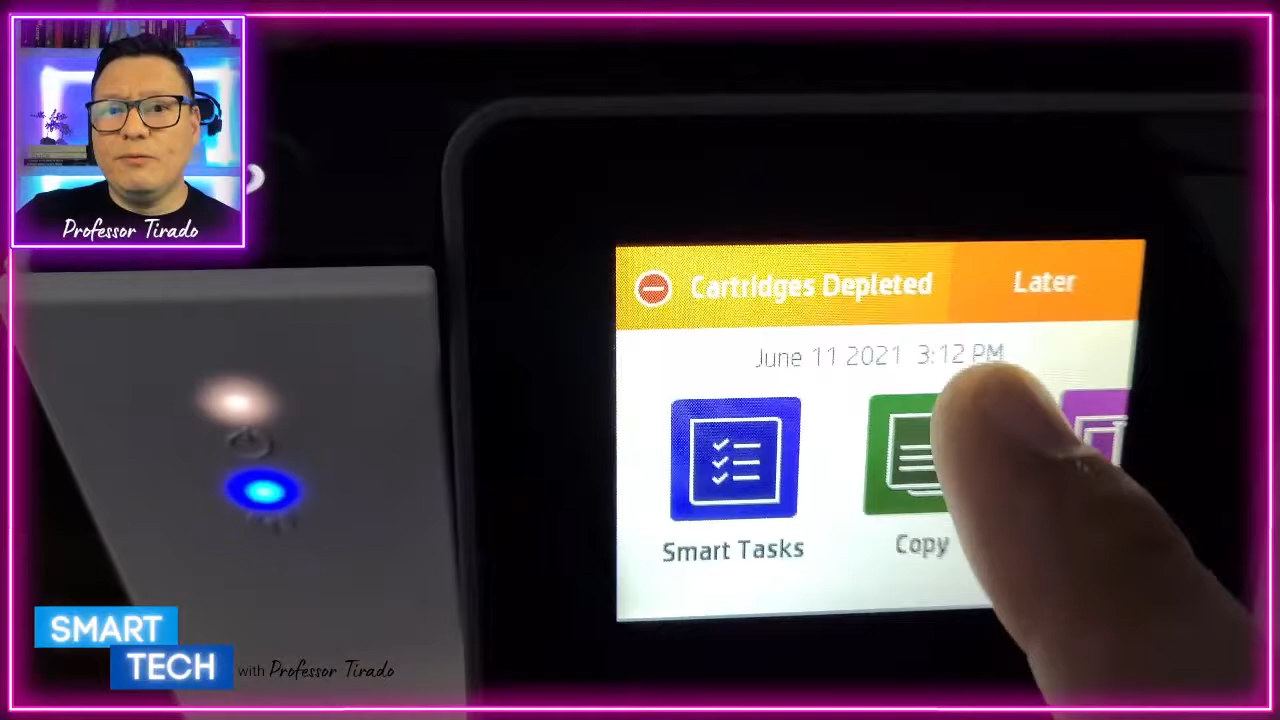 Professor Tirado
Cartridges Depleted
Later
June 11 2021 3:12 PM
Smart Tasks
Copy
SMART
TECH
with Professor Tirado